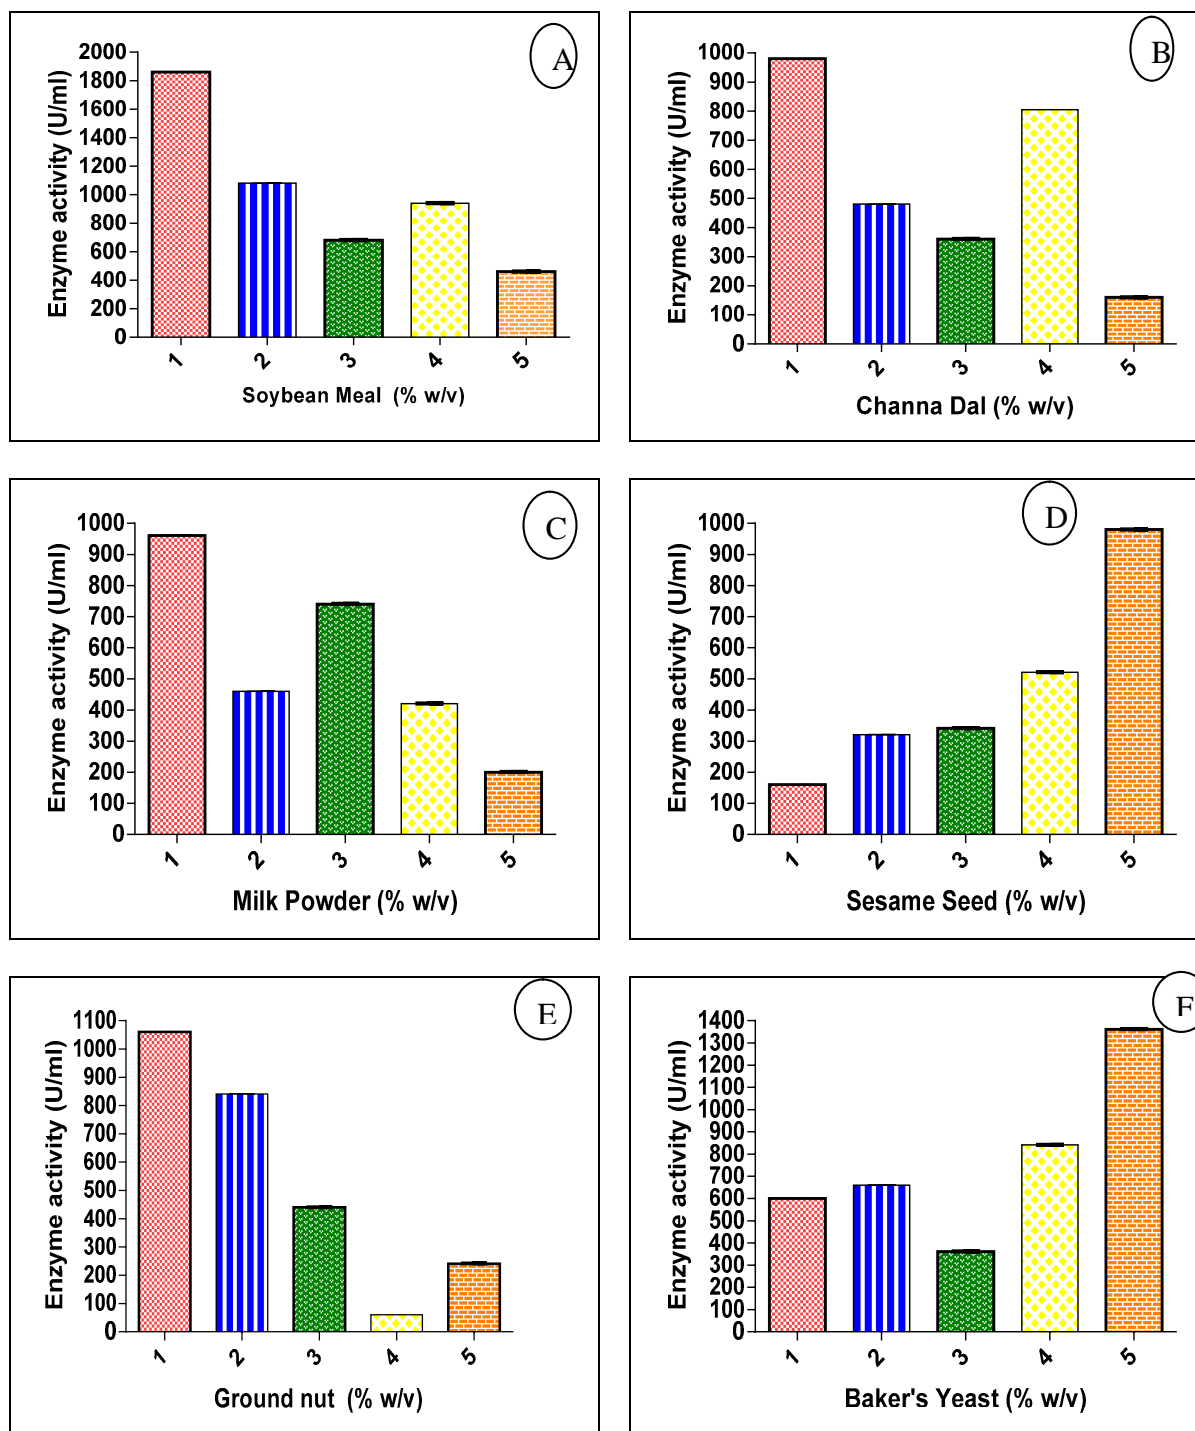 A
Enzyme activity (U/ml)
2000
1800
1600
1400
1200
1000
800
600
400
200
0
1 2 3 4 5
Soybean Meal (% w/v)
B
Enzyme activity (U/ml)
1000
900
800
700
600
500
400
300
200
100
0
1 2 3 4 5
Channa Dal (% w/v)
C
Enzyme activity (U/ml)
1000
900
800
700
600
500
400
300
200
100
0
1 2 3 4 5
Milk Powder (% w/v)
D
Enzyme activity (U/ml)
1000
900
800
700
600
500
400
300
200
100
0
1 2 3 4 5
Sesame Seed (% w/v)
E
Enzyme activity (U/ml)
1100
1000
900
800
700
600
500
400
300
200
100
0
1 2 3 4 5
Ground nut (% w/v)
F
Enzyme activity (U/ml)
1400
1300
1200
1100
1000
900
800
700
600
500
400
300
200
100
0
1 2 3 4 5
Baker's Yeast (% w/v)